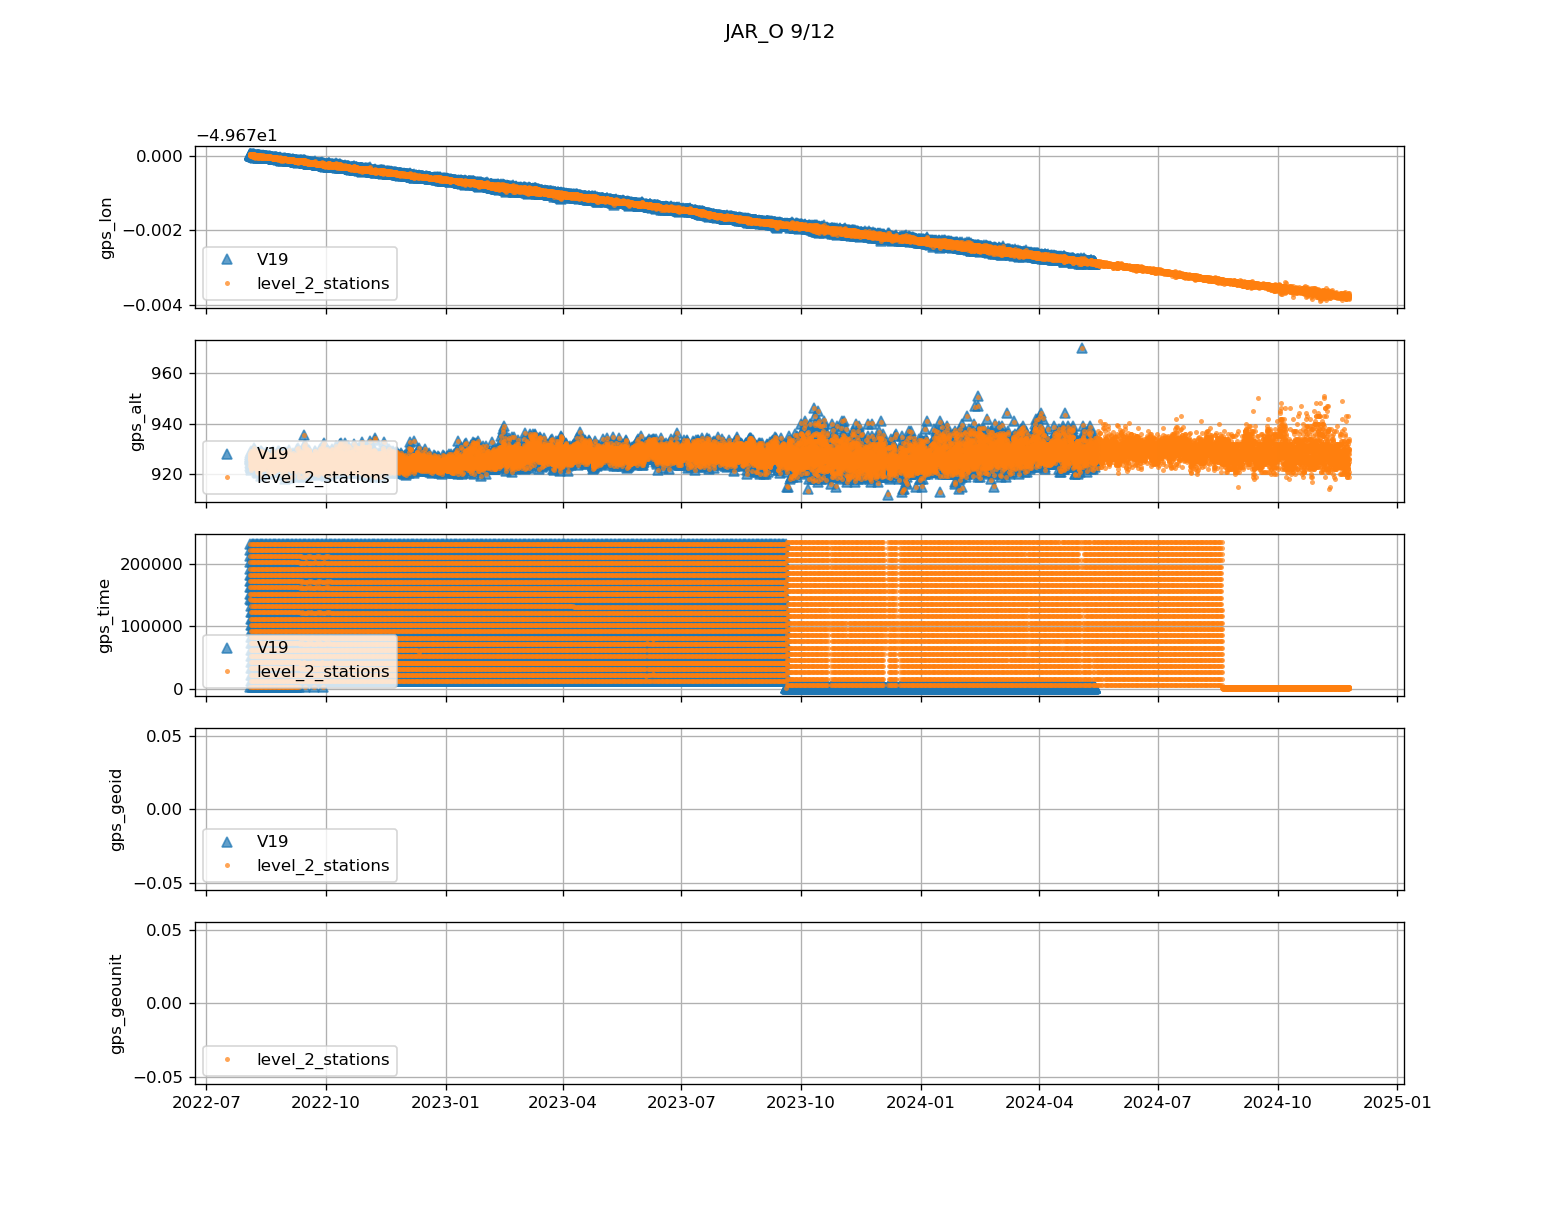 JAR_O 9/12
−4.967e1
0.000
−0.002
−0.004
gps_lon
V19
level_2_stations
960
940
920
gps_alt
V19
level_2_stations
200000
100000
0
gps_time
V19
level_2_stations
0.05
0.00
−0.05
gps_geoid
V19
level_2_stations
0.05
0.00
−0.05
gps_geounit
level_2_stations
2022-07 2022-10 2023-01 2023-04 2023-07 2023-10 2024-01 2024-04 2024-07 2024-10 2025-01